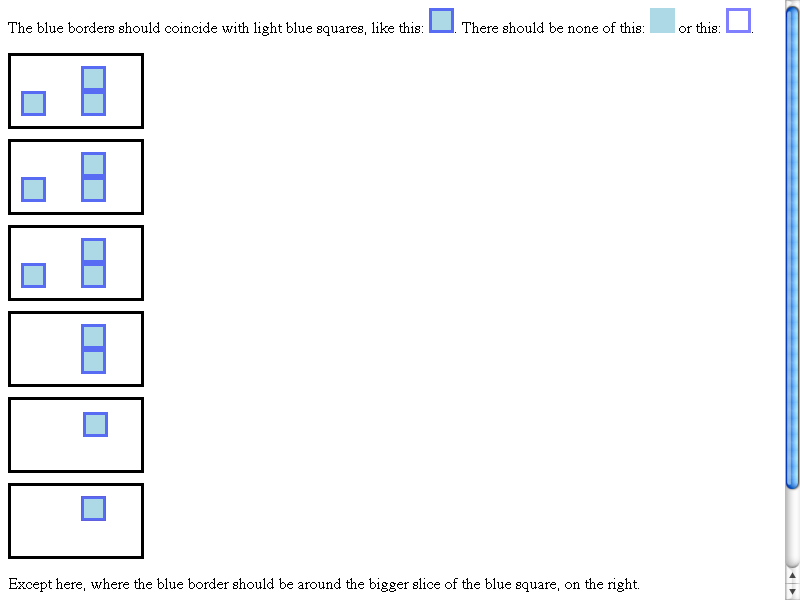 The blue borders should coincide with light blue squares, like this: . There should be none of this: or this: .
Except here, where the blue border should be around the bigger slice of the blue square, on the right.